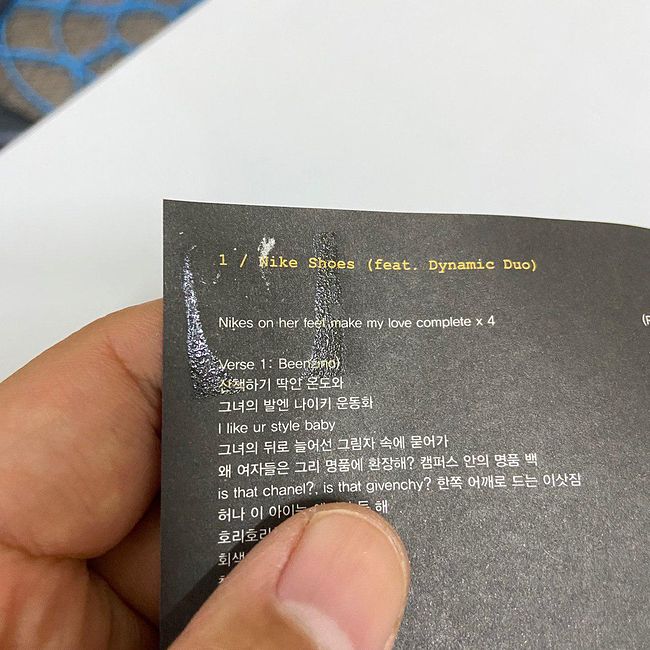 1 / Nike Shoes (feat. Dynamic Duo)
Nikes on her feet make my love complete x 4
Verse 1: Beenzino)
산책하기 딱안 온도와
그녀의 발엔 나이키 운동화
I like ur style baby
그녀의 뒤로 늘어선 그림자 속에 묻어가
왜 여자들은 그리 명품에 환장해? 캠퍼스 안의 명품 백
is that chanel?, is that givenchy? 한쪽 어깨로 드는 이삿짐
허나 이 아이는 해
호리호리
회색